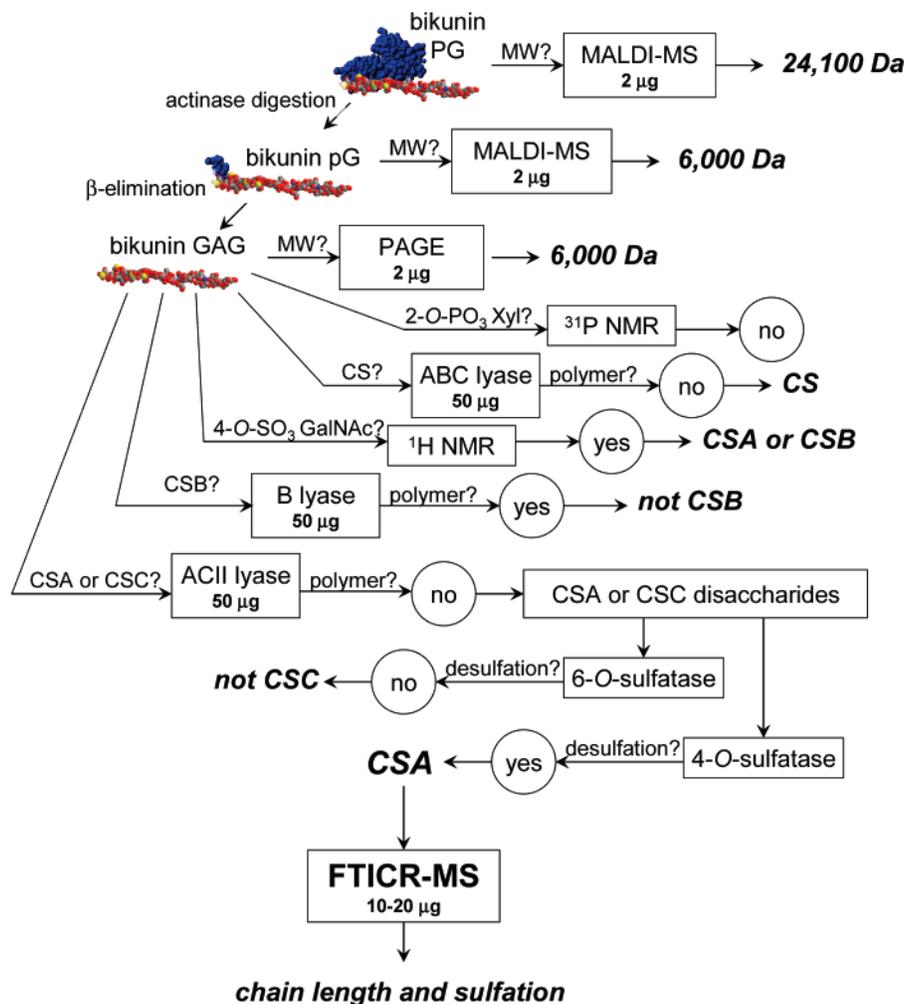 bikunin
PG
MW?
MALDI-MS
2 μg
24,100 Da
actinase digestion
bikunin pG
MW?
MALDI-MS
2 μg
6,000 Da
β-elimination
bikunin GAG
MW?
PAGE
2 μg
6,000 Da
2-O-PO3 Xyl?
31P NMR
no
CS?
ABC lyase
50 μg
polymer?
no
CS
4-O-SO3 GalNAc?
1H NMR
yes
CSA or CSB
CSB?
B lyase
50 μg
polymer?
yes
not CSB
CSA or CSC?
ACII lyase
50 μg
polymer?
no
CSA or CSC disaccharides
not CSC
no
desulfation?
6-O-sulfatase
CSA
yes
desulfation?
4-O-sulfatase
FTICR-MS
10-20 μg
chain length and sulfation